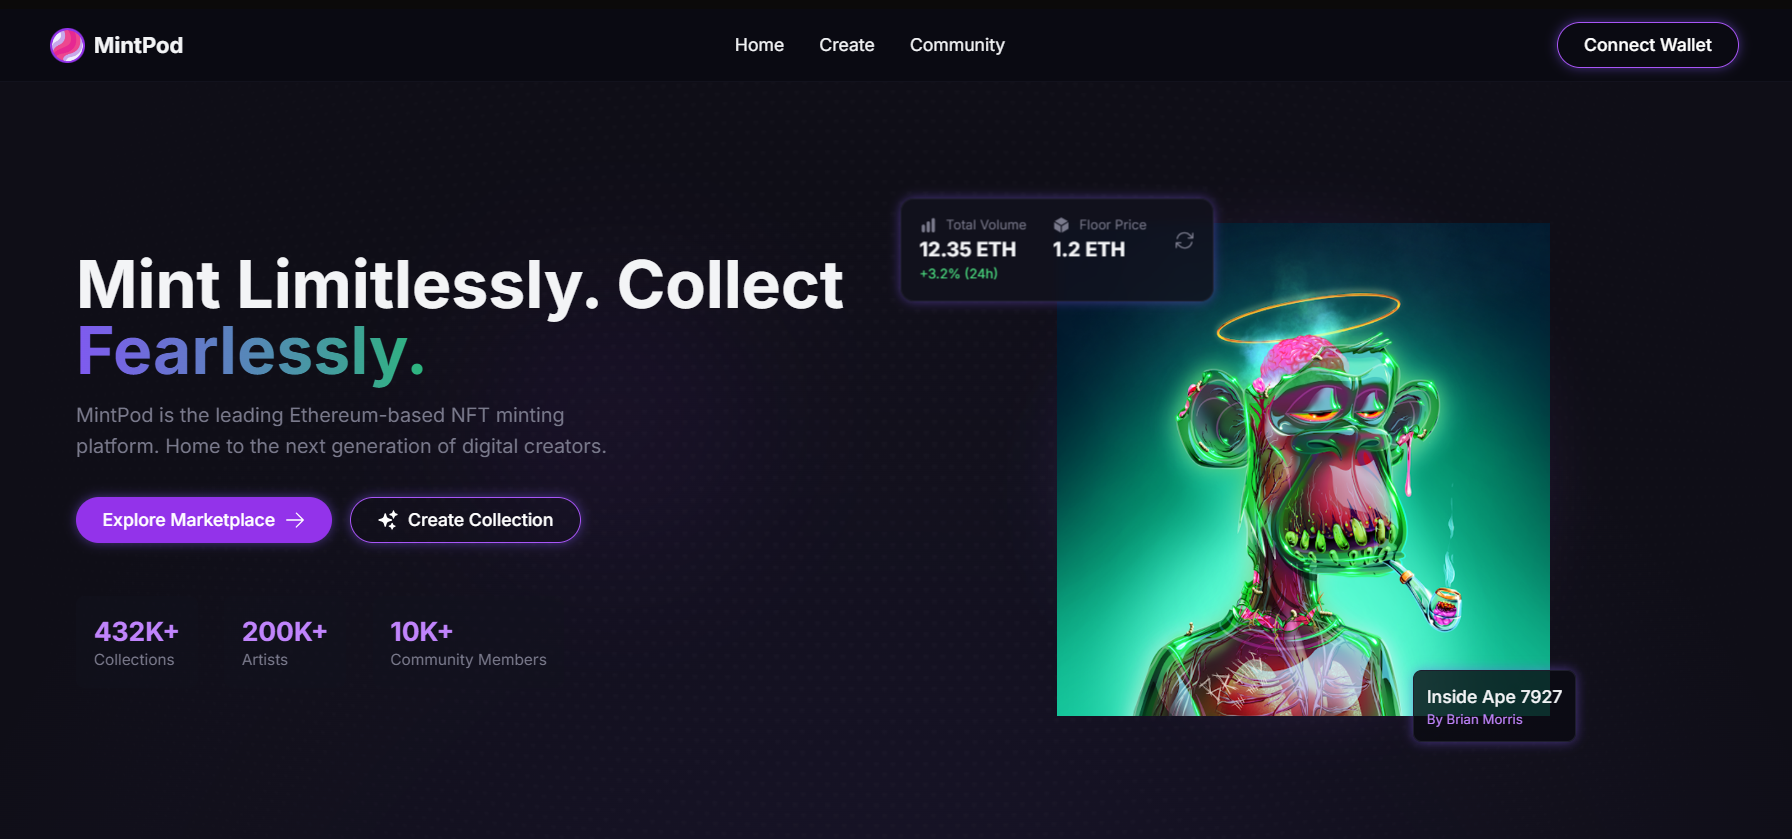 MintPod
Home
Create
Community
Connect Wallet
Total Volume
Floor Price
12.35 ETH
1.2 ETH
+3.2% (24h)
Mint Limitlessly. Collect
Fearlessly.
MintPod is the leading Ethereum-based NFT minting
platform. Home to the next generation of digital creators.
Explore Marketplace
Create Collection
432K+
Collections
200K+
Artists
10K+
Community Members
Inside Ape 7927
By Brian Morris